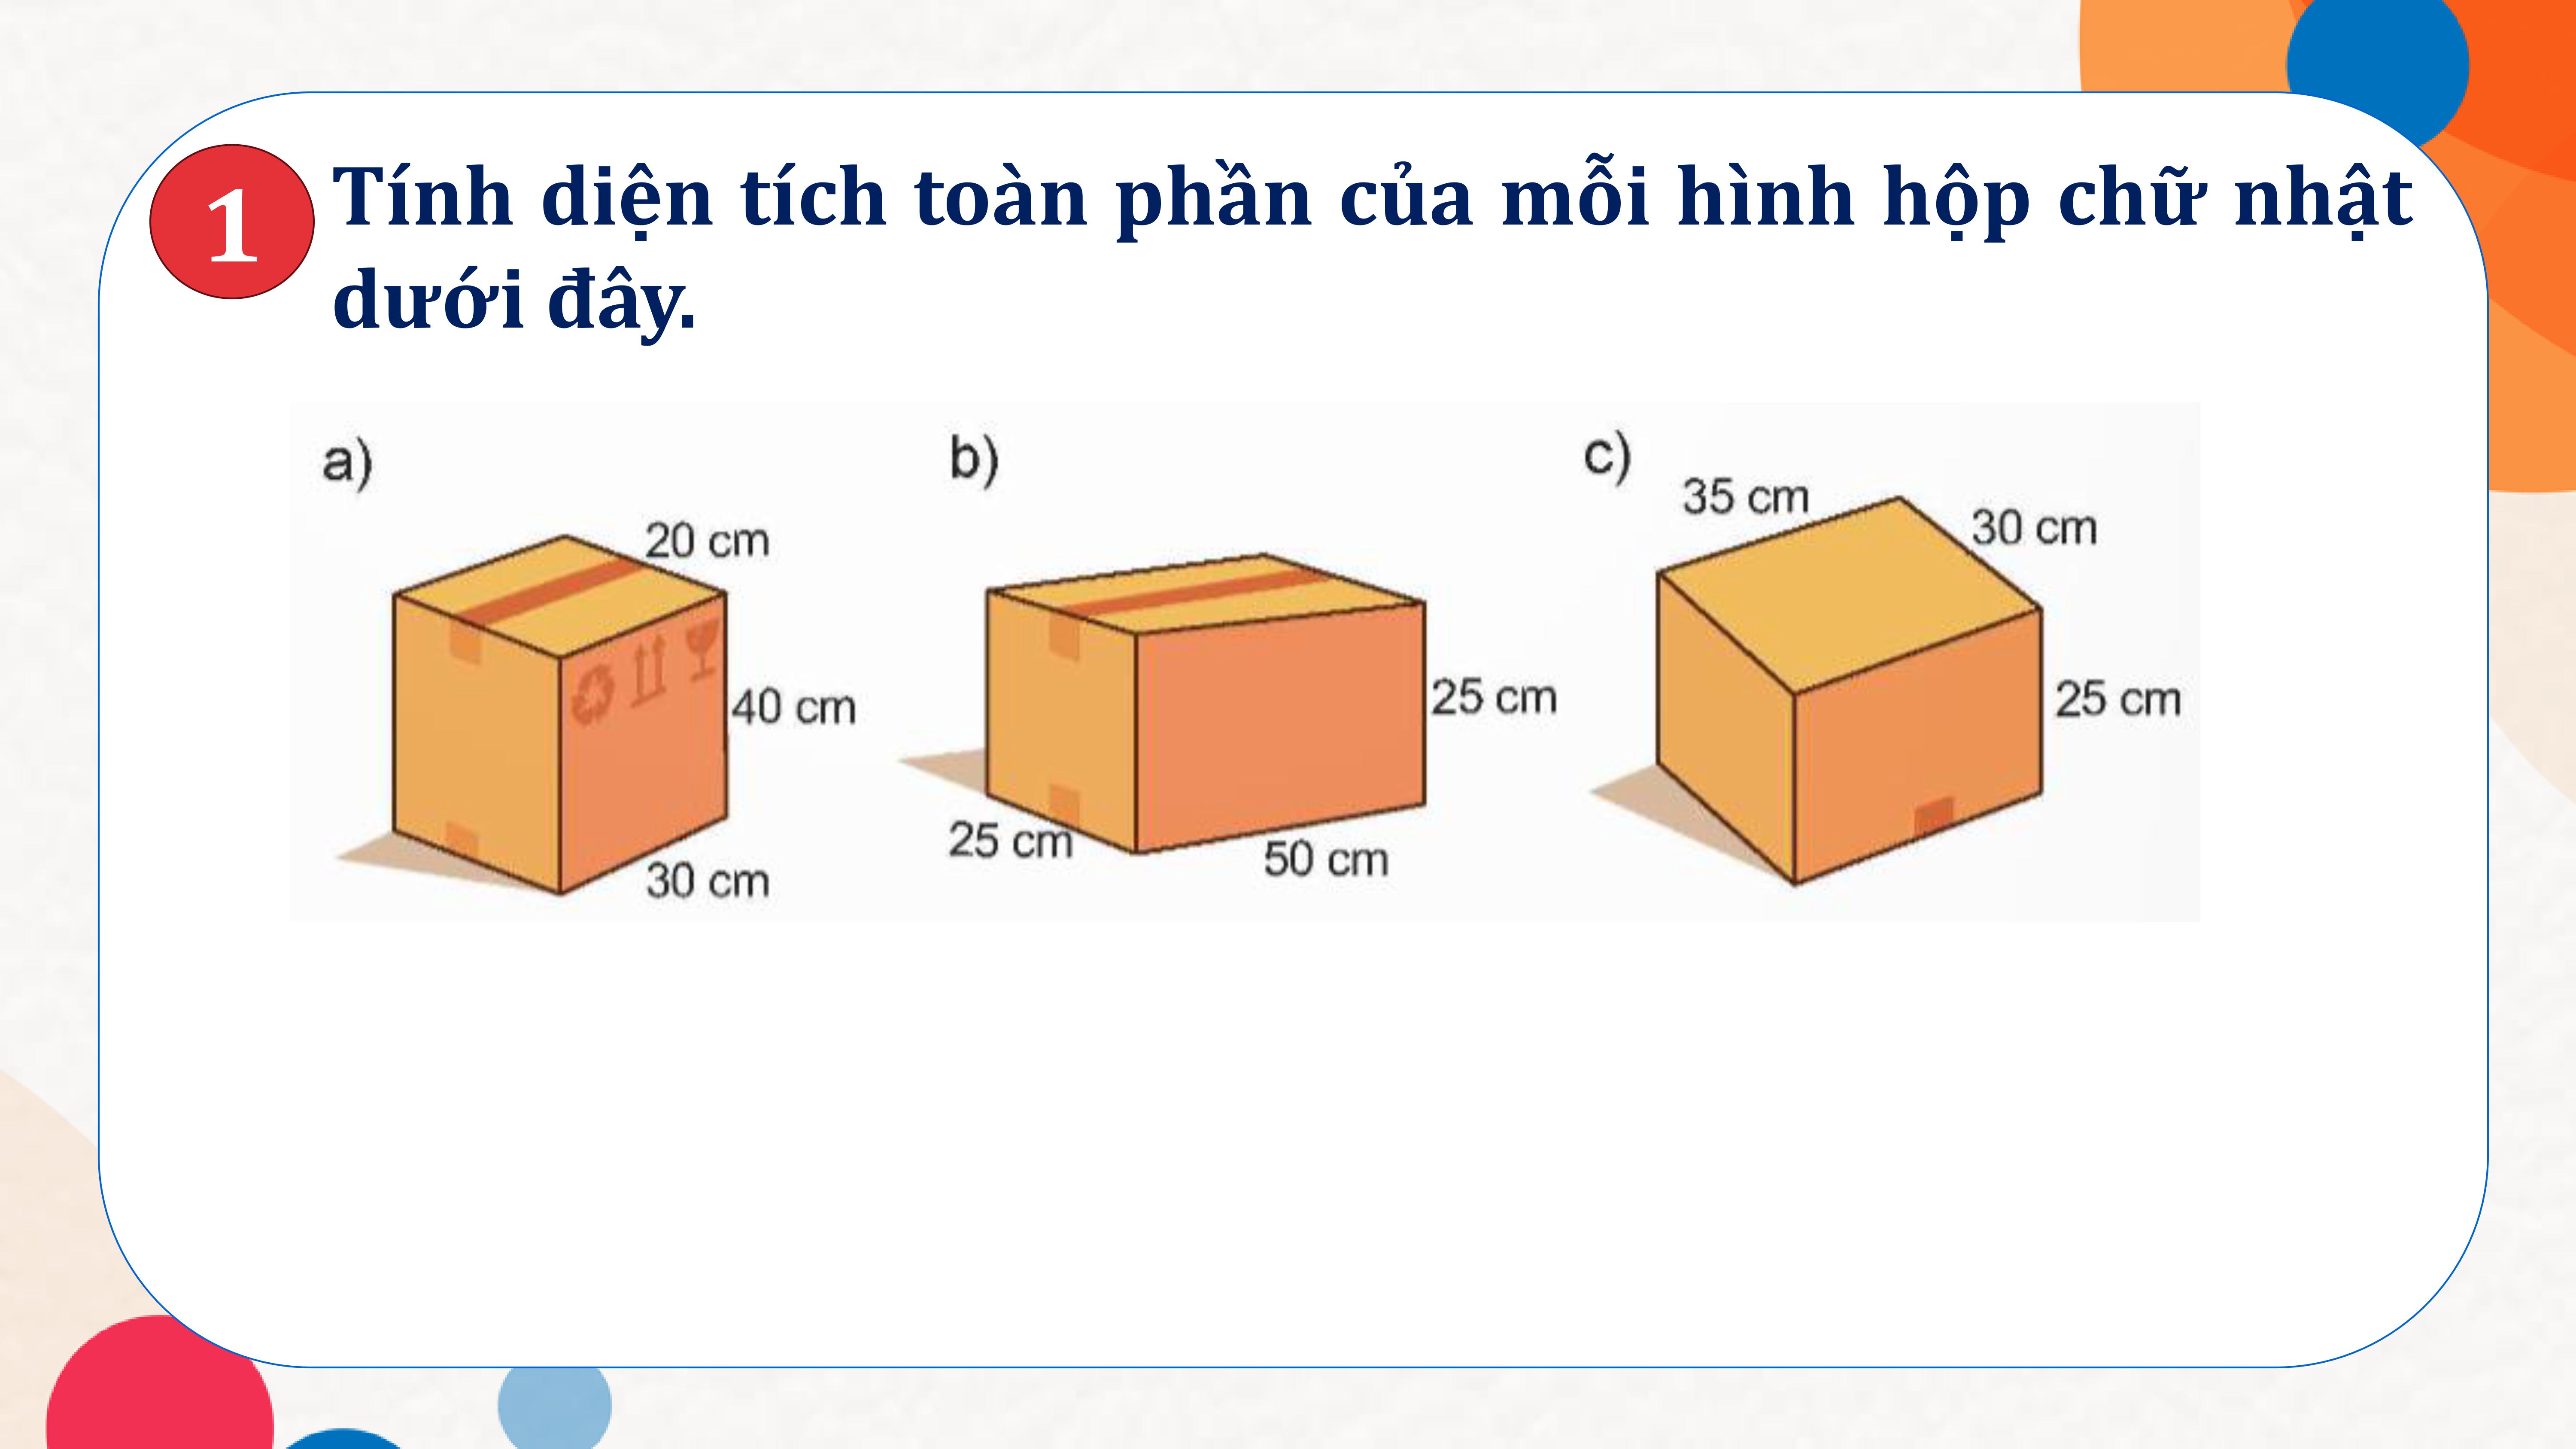 1
Tính diện tích toàn phần của mỗi hình hộp chữ nhật
dưới đây.
a)
20 cm
40 cm
30 cm
b)
25 cm
25 cm
50 cm
c)
35 cm
30 cm
25 cm